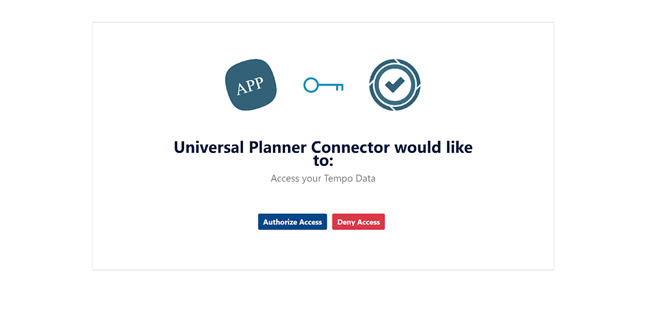 APP
Universal Planner Connector would like
to:
Access your Tempo Data
Authorize Access Deny Access